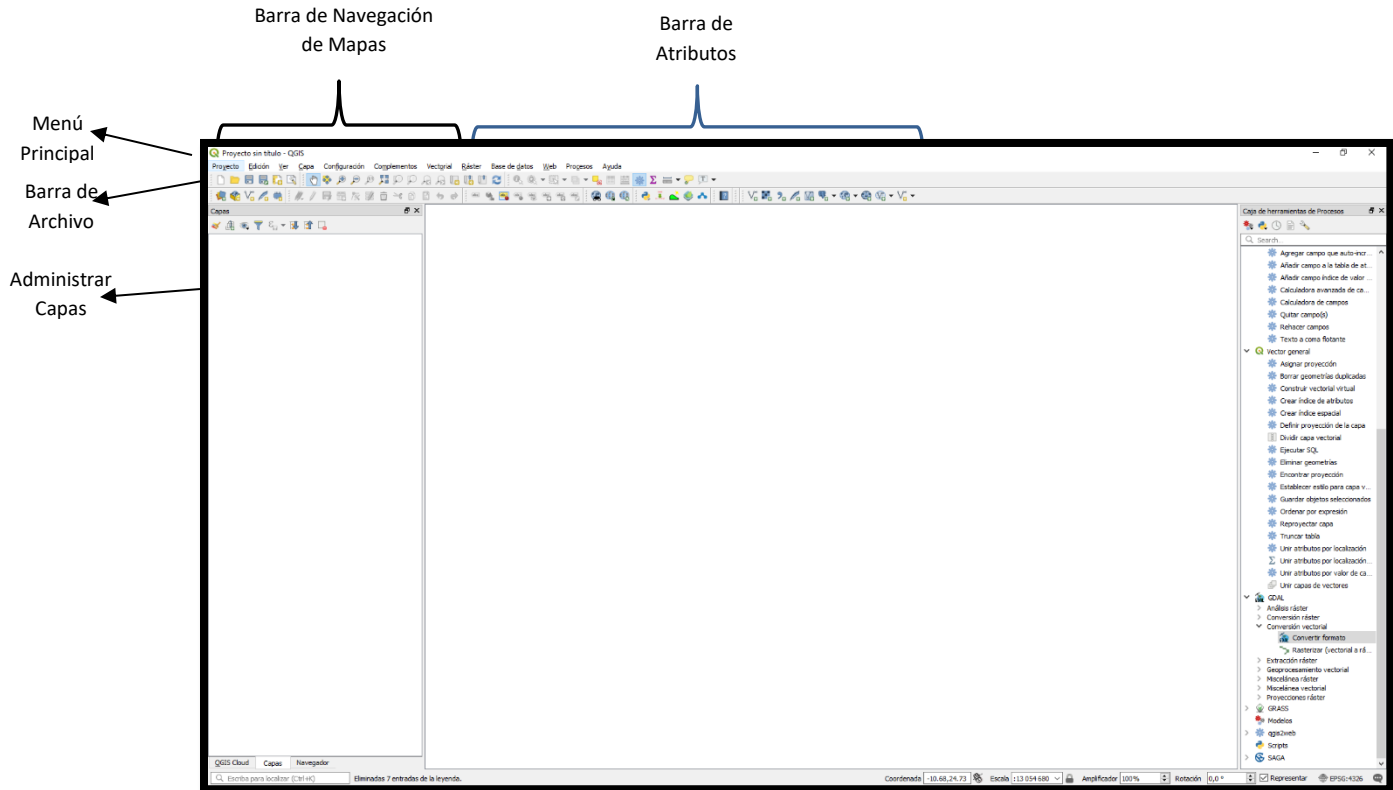 Barra de Navegación
de Mapas
Barra de
Atributos
Menú
Principal
Barra de
Archivo
Administrar
Capas
Proyecto sin título - QGIS
Proyecto Edición Ver Capa Configuración Complementos Vectorial Ráster Base de datos Web Procesos Ayuda
Capas
QGIS Cloud Capas Navegador
Escriba para localizar (Ctrl+K) Eliminadas 7 entradas de la leyenda.
Coordenada -10.68,24.73 Escala :13 054 680 Amplificador 100% Rotación 0,0 ° Representar EPSG:4326
Caja de herramientas de Procesos
Search...
Agregar campo que auto-incr...
Añadir campo a la tabla de at...
Añadir campo índice de valor ...
Calculadora avanzada de ca...
Calculadora de campos
Quitar campo(s)
Rehacer campos
Texto a coma flotante
Vector general
Asignar proyección
Borrar geometrías duplicadas
Construir vectorial virtual
Crear índice de atributos
Crear índice espacial
Definir proyección de la capa
Dividir capa vectorial
Ejecutar SQL
Eliminar geometrías
Encontrar proyección
Establecer estilo para capa v...
Guardar objetos seleccionados
Ordenar por expresión
Reproyectar capa
Truncar tabla
Unir atributos por localización
Unir atributos por localización...
Unir atributos por valor de ca...
Unir capas de vectores
GDAL
Análisis ráster
Conversión ráster
Conversión vectorial
Convertir formato
Rasterizar (vectorial a rá...
Extracción ráster
Geoprocesamiento vectorial
Miscelánea ráster
Miscelánea vectorial
Proyecciones ráster
GRASS
Modelos
qgis2web
Scripts
SAGA